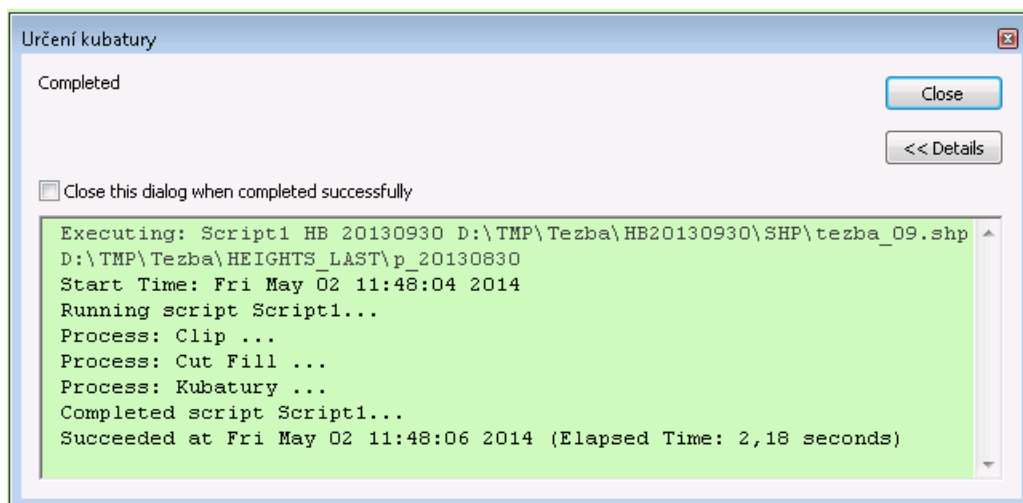 Určení kubatury
Completed
Close
<< Details
Close this dialog when completed successfully
Executing: Script1 HB 20130930 D:\TMP\Tezba\HB20130930\SHP\tezba_09.shp
D:\TMP\Tezba\HEIGHTS_LAST\p_20130830
Start Time: Fri May 02 11:48:04 2014
Running script Script1...
Process: Clip ...
Process: Cut Fill ...
Process: Kubatury ...
Completed script Script1...
Succeeded at Fri May 02 11:48:06 2014 (Elapsed Time: 2,18 seconds)